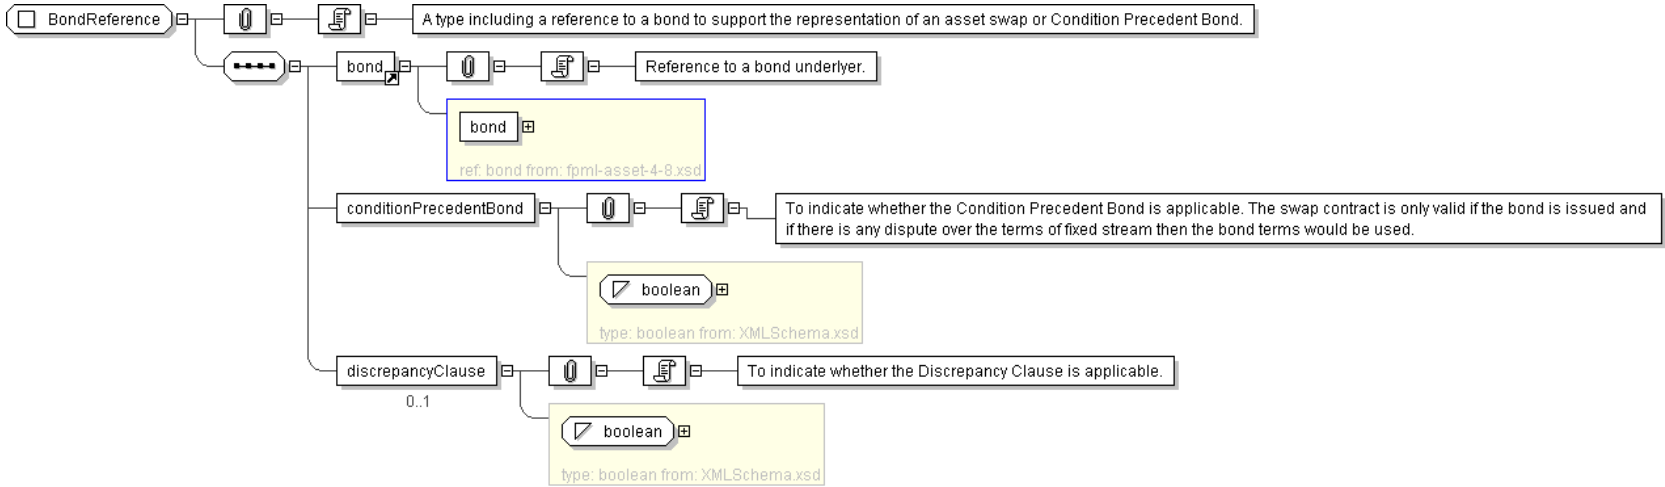 BondReference
A type including a reference to a bond to support the representation of an asset swap or Condition Precedent Bond.
bond
Reference to a bond underlyer.
bond
ref: bond from: fpml-asset-4-8.xsd
conditionPrecedentBond
To indicate whether the Condition Precedent Bond is applicable. The swap contract is only valid if the bond is issued and
if there is any dispute over the terms of fixed stream then the bond terms would be used.
boolean
type: boolean from: XMLSchema.xsd
discrepancyClause
To indicate whether the Discrepancy Clause is applicable.
0..1
boolean
type: boolean from: XMLSchema.xsd